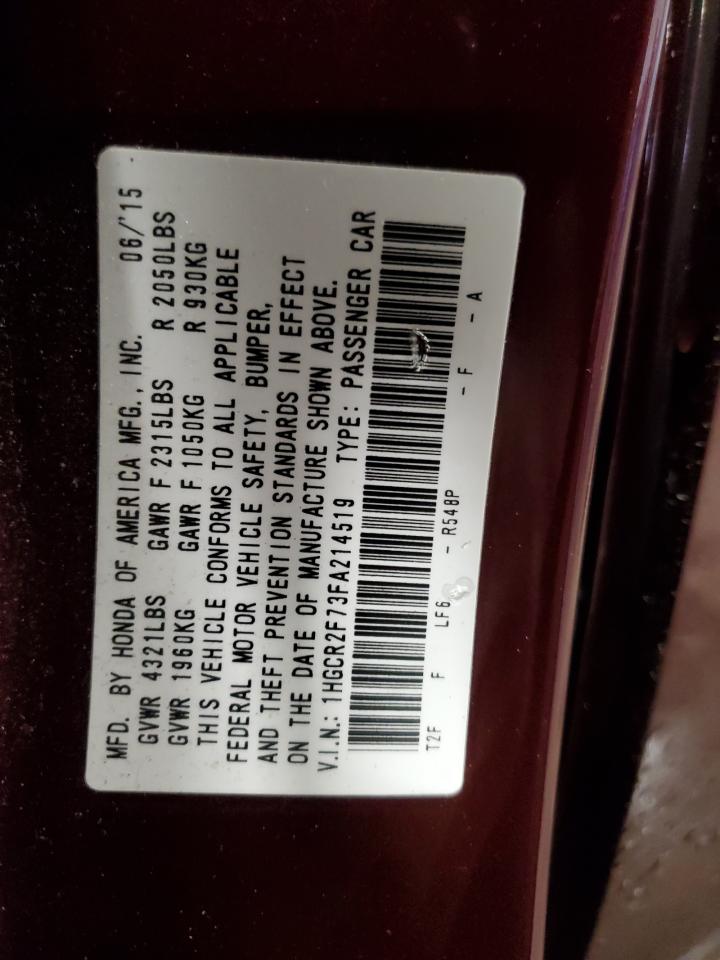 MFD. BY HONDA OF AMERICA MFG., INC. 06/'15
GVWR 4321LBS GAWR F 2315LBS R 2050LBS
GVWR 1960KG GAWR F 1050KG R 930KG
THIS VEHICLE CONFORMS TO ALL APPLICABLE
FEDERAL MOTOR VEHICLE SAFETY, BUMPER,
AND THEFT PREVENTION STANDARDS IN EFFECT
ON THE DATE OF MANUFACTURE SHOWN ABOVE.
V.I.N.: 1HGCR2F73FA214519 TYPE: PASSENGER CAR
T2F F LF6 - R548P - F - A